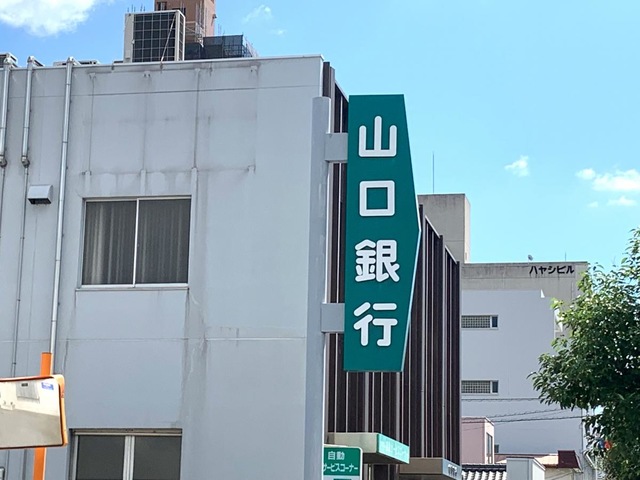 山口銀行
ハヤシビル
自動
サービスコーナー